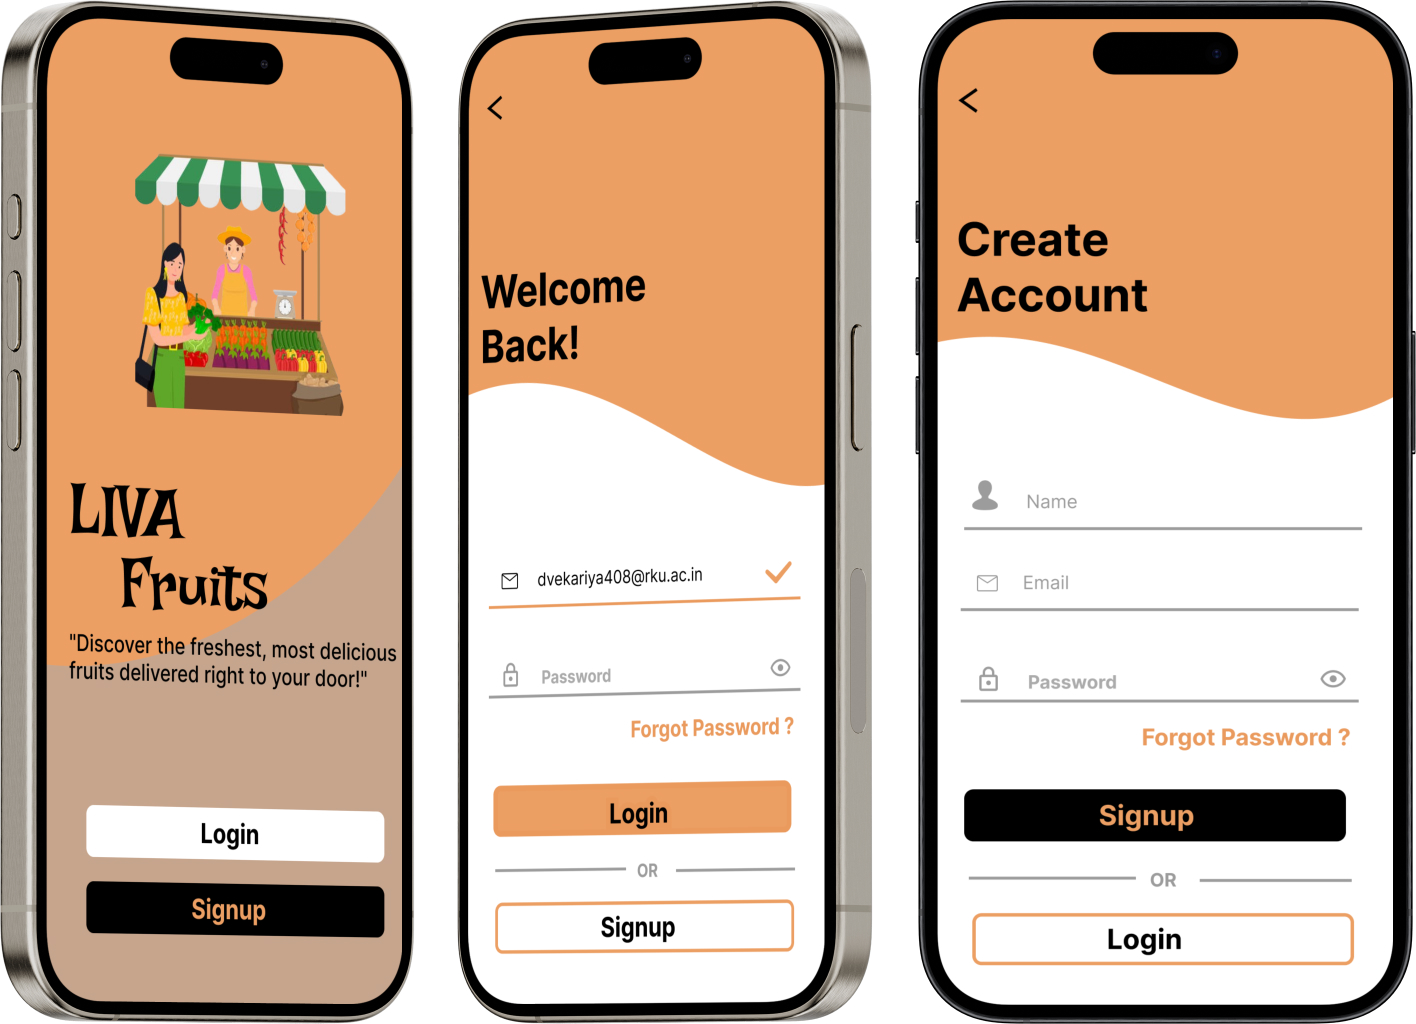 LIVA
Fruits
"Discover the freshest, most delicious
fruits delivered right to your door!"
Login
Signup
Welcome
Back!
dvekariya408@rku.ac.in
Password
Forgot Password ?
Login
OR
Signup
Create
Account
Name
Email
Password
Forgot Password ?
Signup
OR
Login